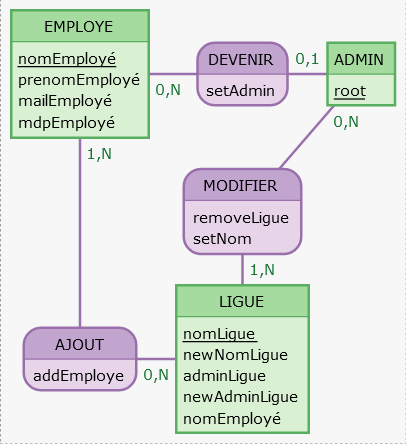 EMPLOYE
nomEmployé
prenomEmployé
mailEmployé
mdpEmployé
0,N
DEVENIR
setAdmin
0,1
ADMIN
root
0,N
1,N
MODIFIER
removeLigue
setNom
1,N
LIGUE
nomLigue
newNomLigue
adminLigue
newAdminLigue
nomEmployé
AJOUT
addEmploye
0,N